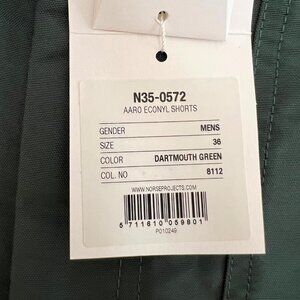 N35-0572
AARO ECONYL SHORTS
GENDER MENS
SIZE 36
COLOR DARTMOUTH GREEN
COL. NO 8112
WWW.NORSEPROJECTS.COM
5 711610 059901
P010249